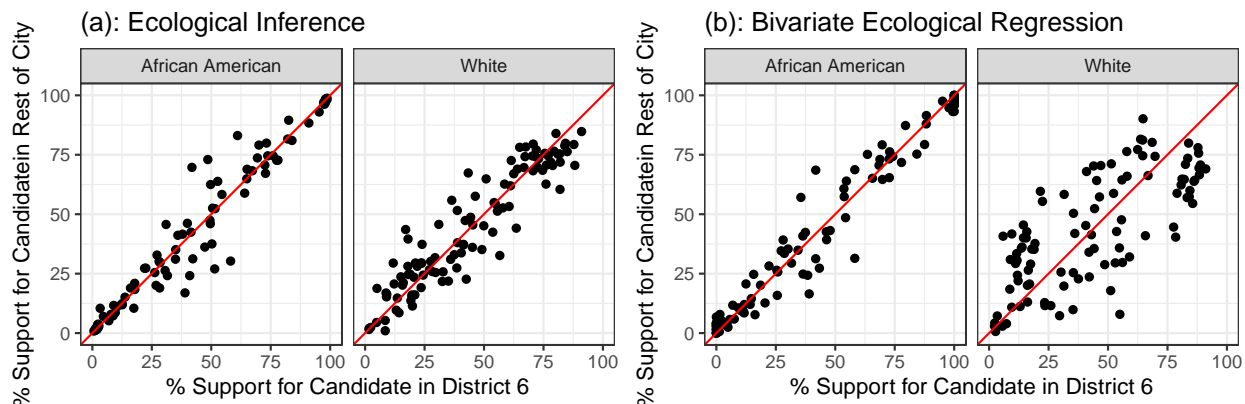 (a): Ecological Inference
African American White
% Support for Candidatein Rest of City
100
75
50
25
0
0 25 50 75 100 0 25 50 75 100
% Support for Candidate in District 6
(b): Bivariate Ecological Regression
African American White
% Support for Candidatein Rest of City
100
75
50
25
0
0 25 50 75 100 0 25 50 75 100
% Support for Candidate in District 6